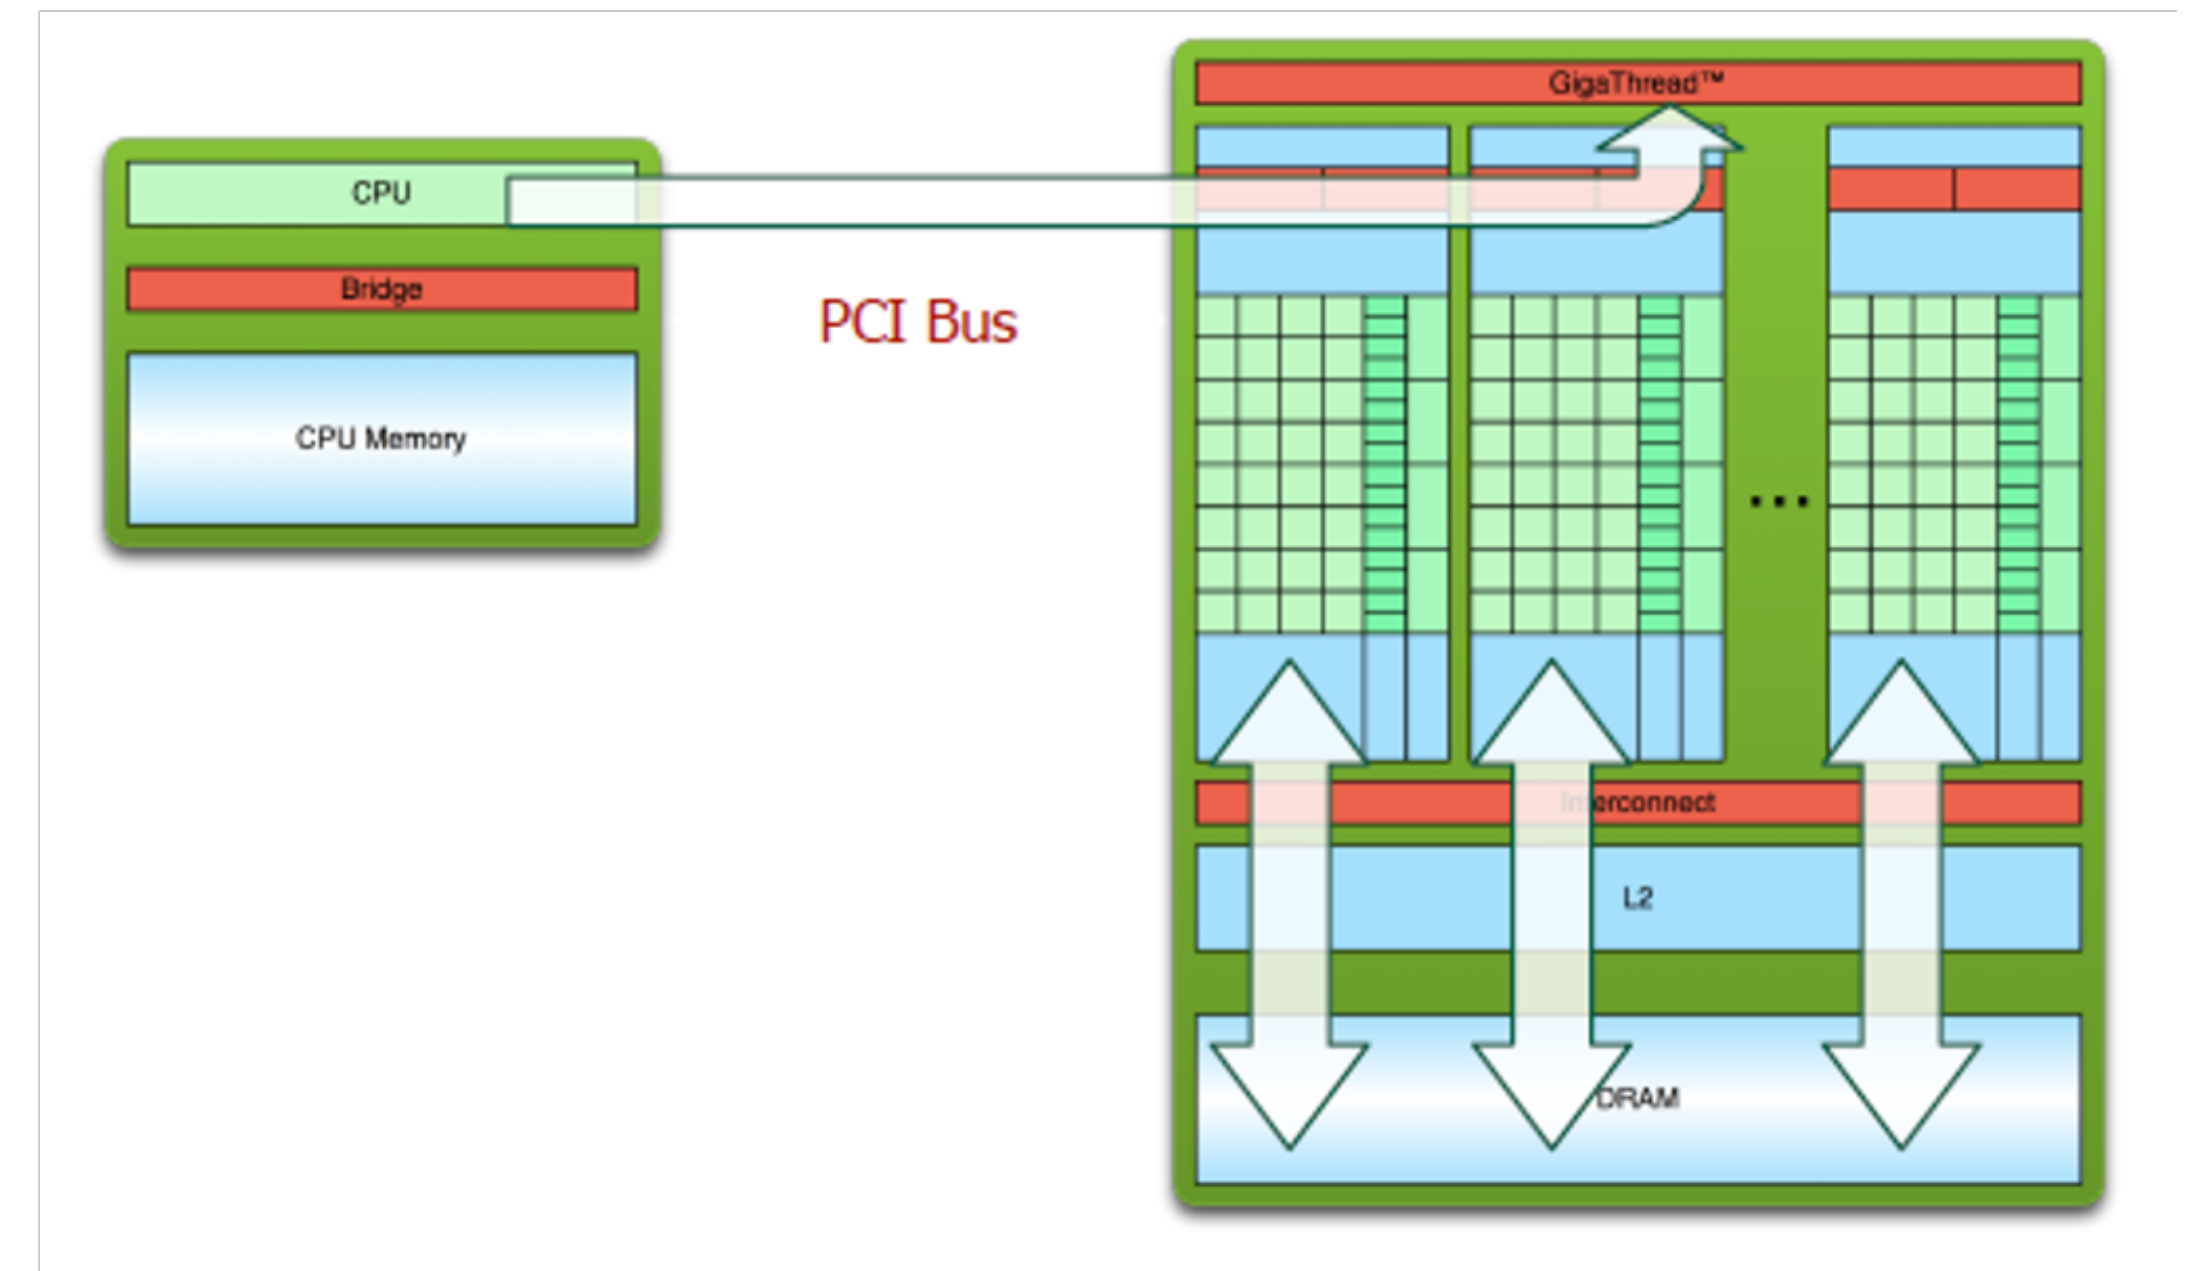 GigaThread™
CPU
Bridge
PCI Bus
CPU Memory
...
Interconnect
L2
DRAM